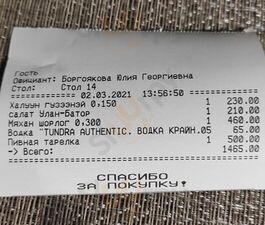 Гость
Официант: Боргоякова Юлия Георгиевна
Стол: Стол 14
02.03.2021 13:56:50
Халуун гузээнэй 0,150 1 230.00
салат Улан-Батор 1 210.00
Мяхан шорлог 0,300 1 460.00
Водка "TUNDRA AUTHENTIC. ВОДКА КРАЙН.05 1 65.00
Пивная тарелка 1 500.00
-> Всего: 1465.00
СПАСИБО
ЗА ПОКУПКУ!